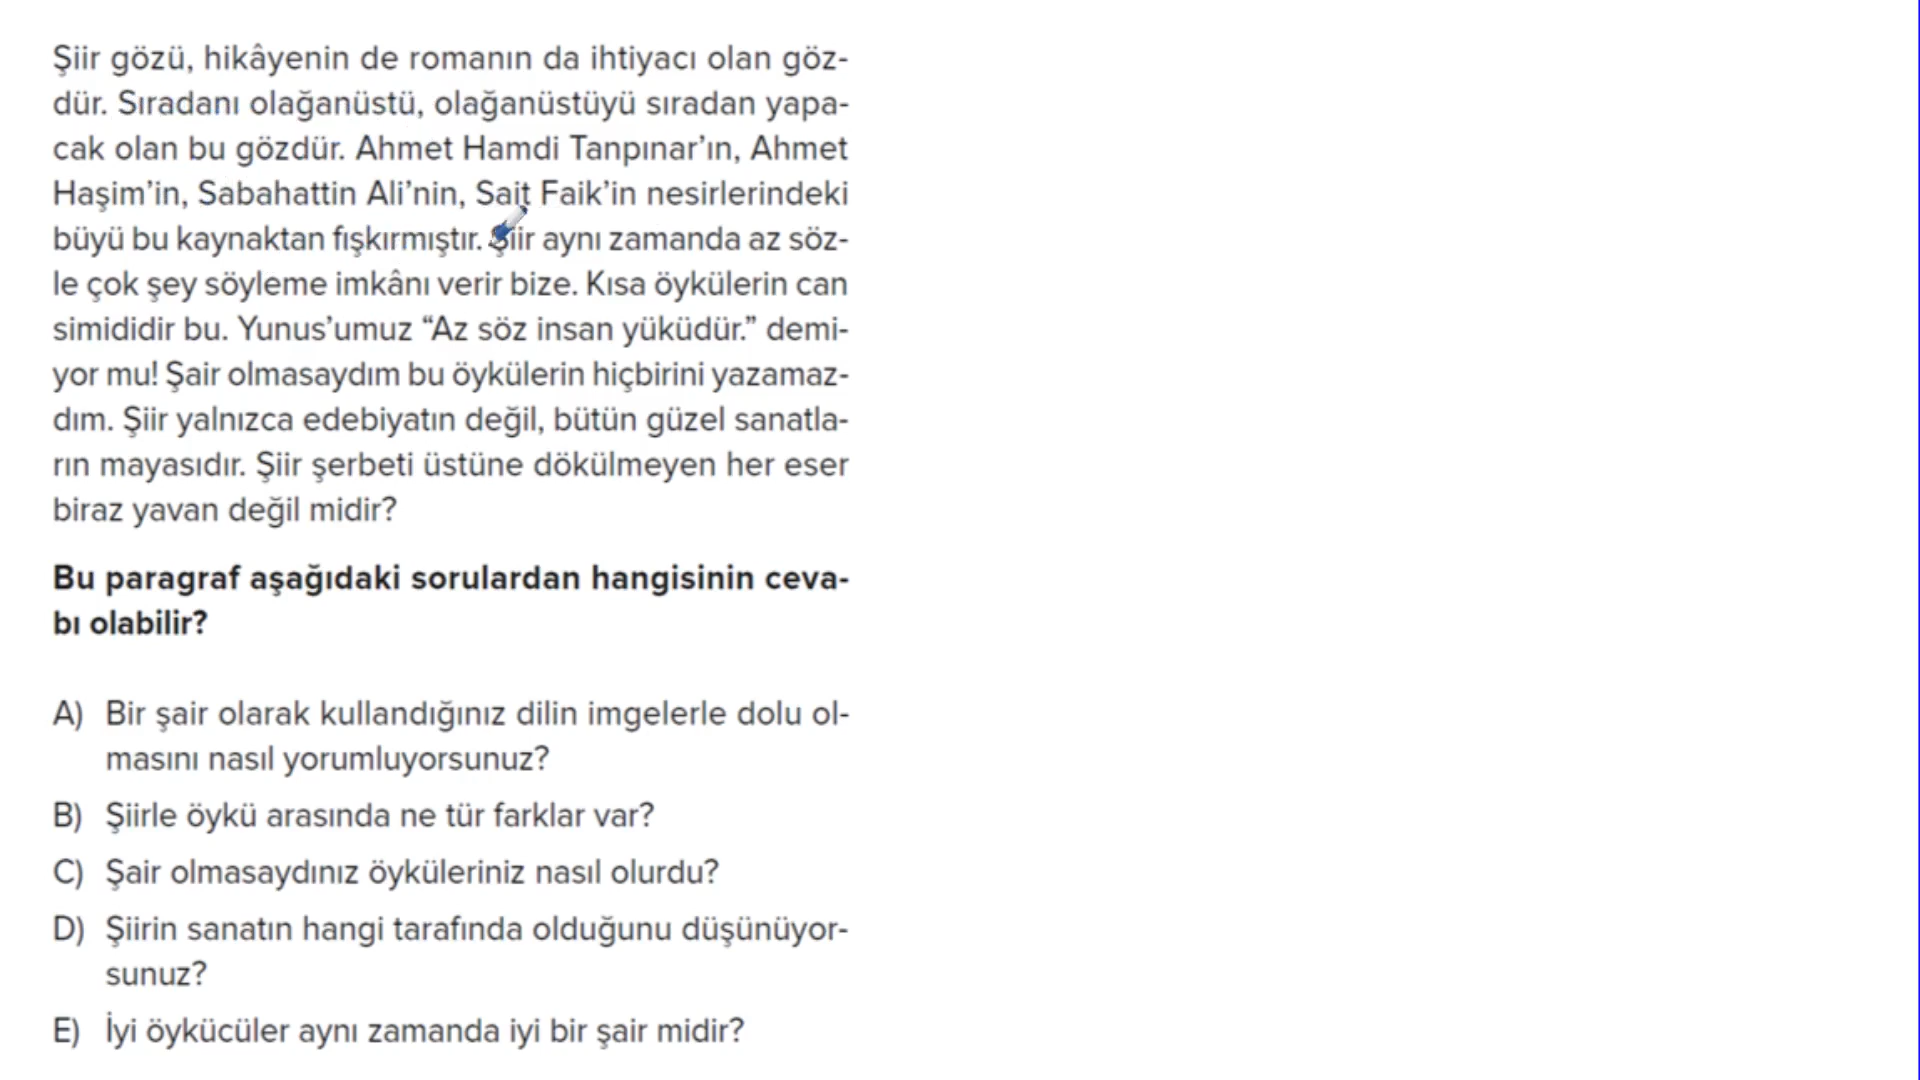 Şiir gözü, hikâyenin de romanın da ihtiyacı olan göz-
dür. Sıradanı olağanüstü, olağanüstüyü sıradan yapa-
cak olan bu gözdür. Ahmet Hamdi Tanpınar’ın, Ahmet
Haşim’in, Sabahattin Ali’nin, Sait Faik’in nesirlerindeki
büyü bu kaynaktan fışkırmıştır. Şiir aynı zamanda az söz-
le çok şey söyleme imkânı verir bize. Kısa öykülerin can
simididir bu. Yunus’umuz “Az söz insan yüküdür.” demi-
yor mu! Şair olmasaydım bu öykülerin hiçbirini yazamaz-
dım. Şiir yalnızca edebiyatın değil, bütün güzel sanatla-
rın mayasıdır. Şiir şerbeti üstüne dökülmeyen her eser
biraz yavan değil midir?
Bu paragraf aşağıdaki sorulardan hangisinin ceva-
bı olabilir?
A) Bir şair olarak kullandığınız dilin imgelerle dolu ol-
masını nasıl yorumluyorsunuz?
B) Şiirle öykü arasında ne tür farklar var?
C) Şair olmasaydınız öyküleriniz nasıl olurdu?
D) Şiirin sanatın hangi tarafında olduğunu düşünüyor-
sunuz?
E) İyi öykücüler aynı zamanda iyi bir şair midir?